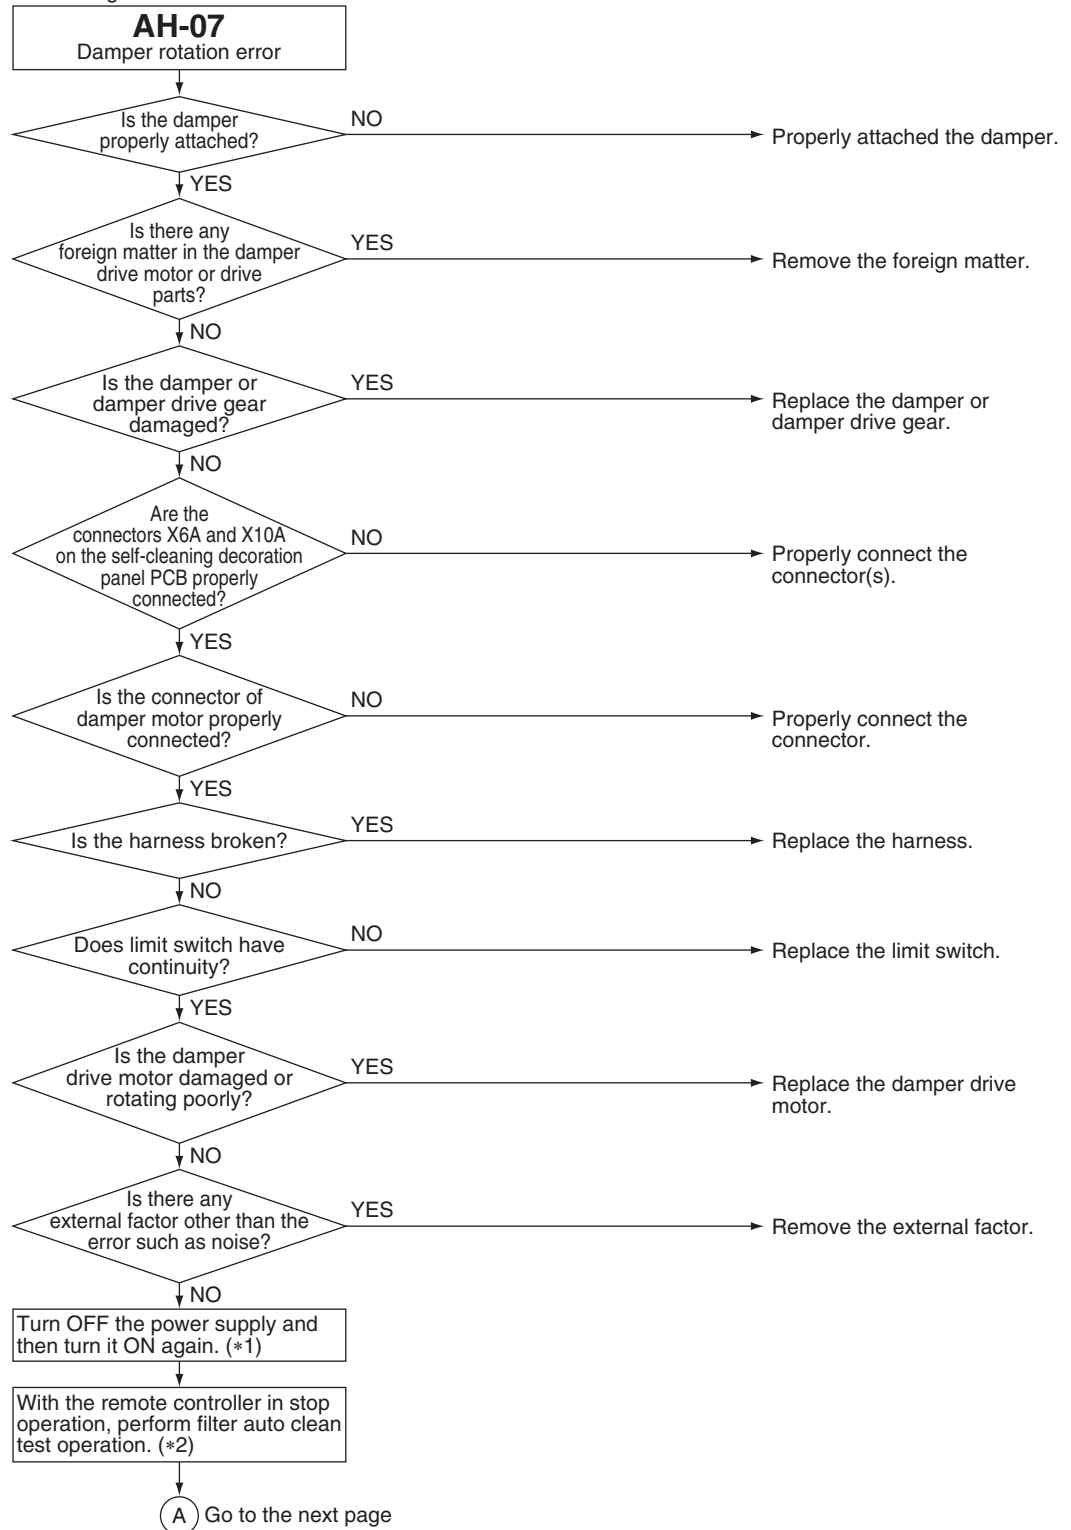 AH-07
Damper rotation error
Is the damper
properly attached?
NO
Properly attached the damper.
YES
Is there any
foreign matter in the damper
drive motor or drive
parts?
YES
Remove the foreign matter.
NO
Is the damper or
damper drive gear
damaged?
YES
Replace the damper or
damper drive gear.
NO
Are the
connectors X6A and X10A
on the self-cleaning decoration
panel PCB properly
connected?
NO
Properly connect the
connector(s).
YES
Is the connector of
damper motor properly
connected?
NO
Properly connect the
connector.
YES
Is the harness broken?
YES
Replace the harness.
NO
Does limit switch have
continuity?
NO
Replace the limit switch.
YES
Is the damper
drive motor damaged or
rotating poorly?
YES
Replace the damper drive
motor.
NO
Is there any
external factor other than the
error such as noise?
YES
Remove the external factor.
NO
Turn OFF the power supply and
then turn it ON again. (*1)
With the remote controller in stop
operation, perform filter auto clean
test operation. (*2)
A Go to the next page